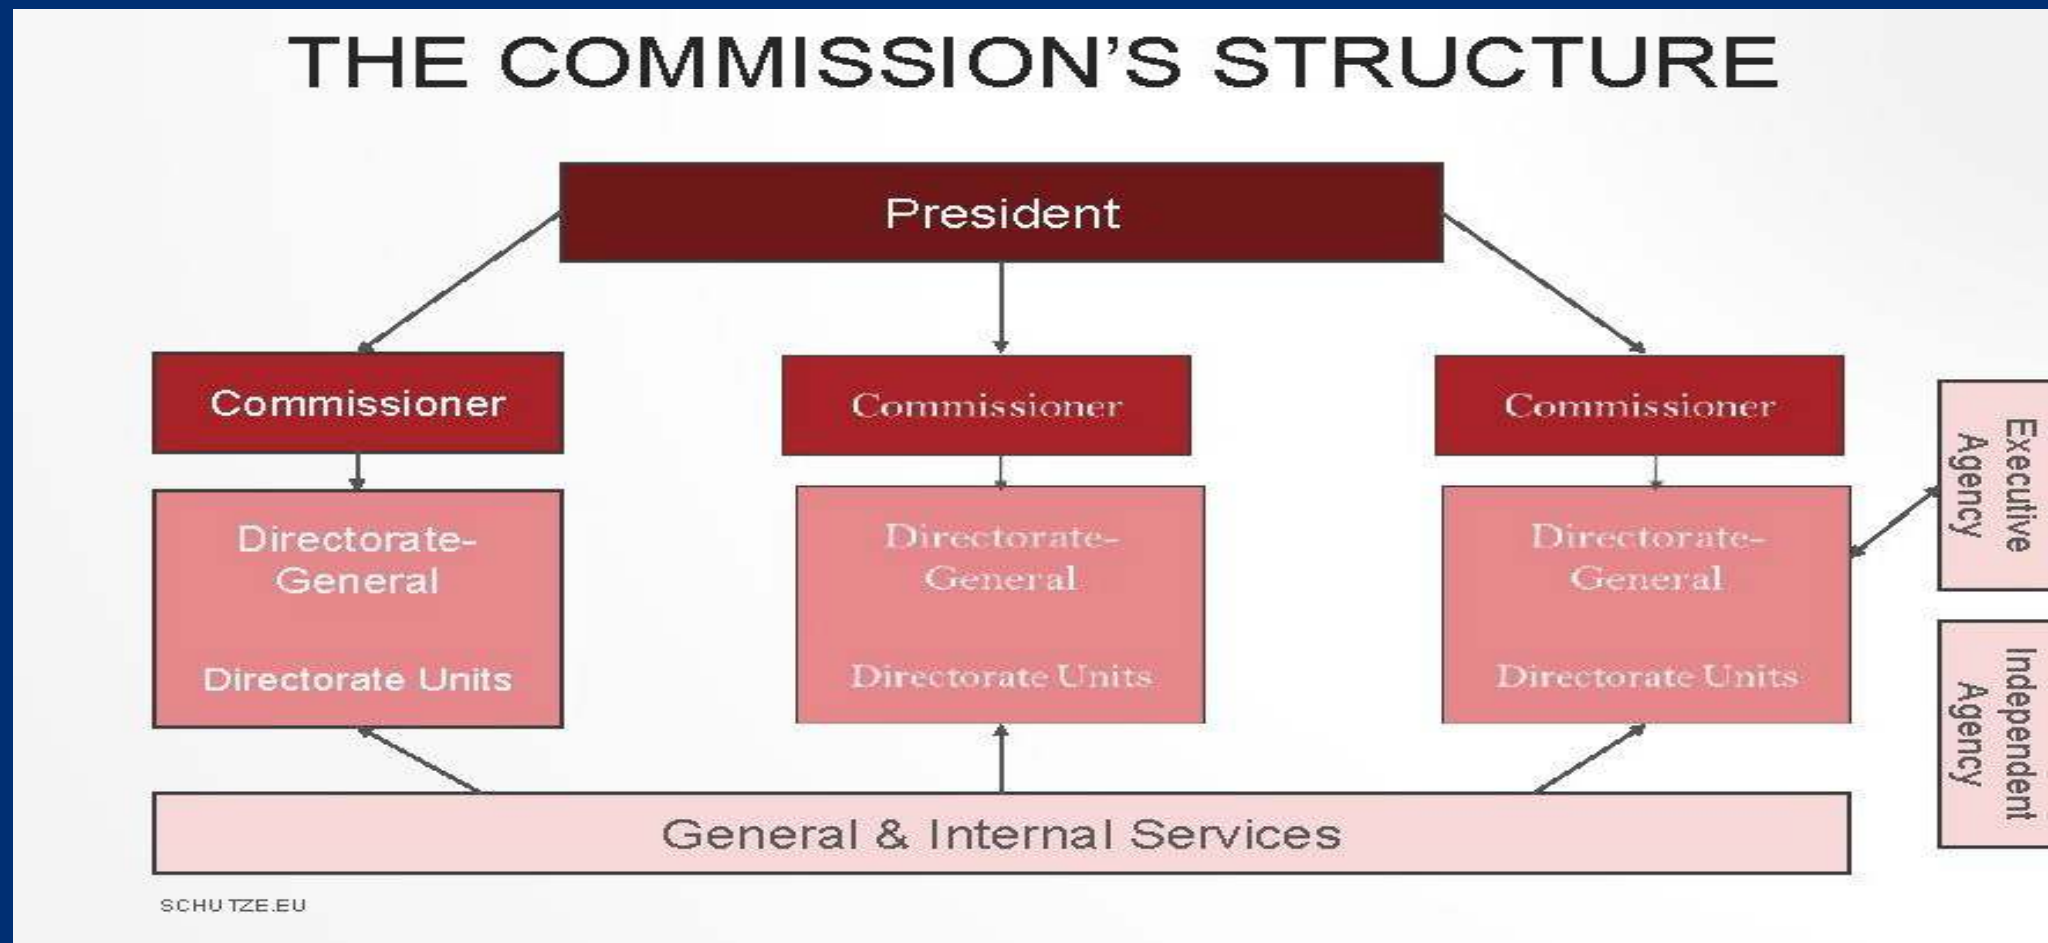 THE COMMISSION'S STRUCTURE
President
Commissioner
Commissioner
Commissioner
Executive
Agency
Directorate-
General
Directorate Units
Directorate-
General
Directorate Units
Directorate-
General
Directorate Units
Independent
Agency
General & Internal Services
SCHUTZE.EU